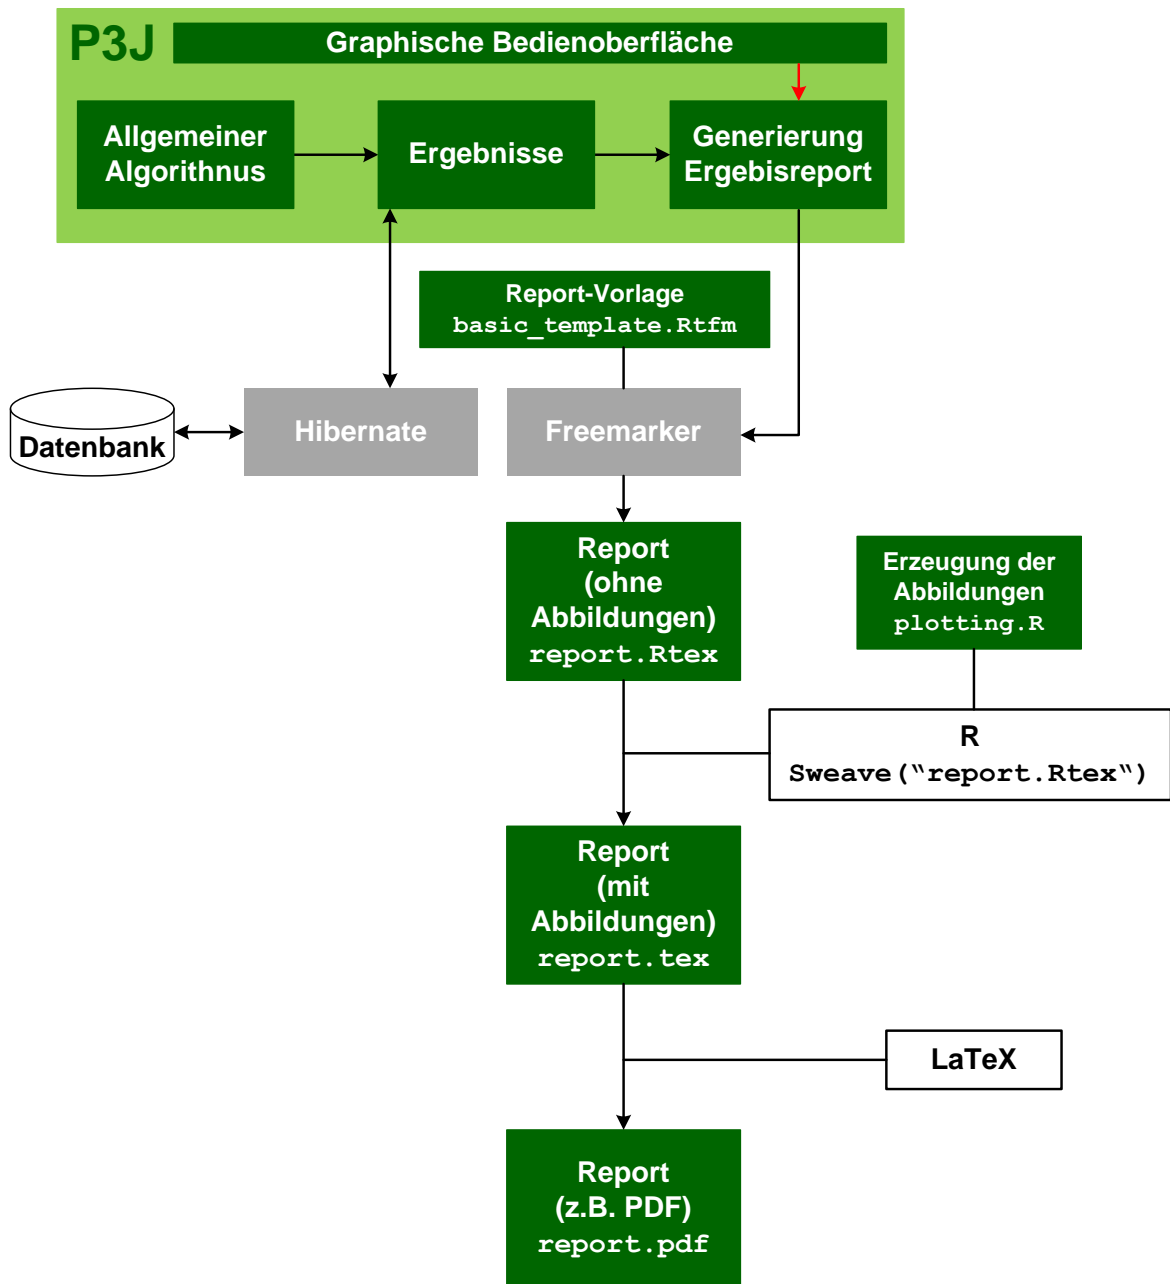 P3J
Graphische Bedienoberfläche
Allgemeiner
Algorithnus
Ergebnisse
Generierung
Ergebisreport
Report-Vorlage
basic_template.Rtfm
Datenbank
Hibernate
Freemarker
Report
(ohne
Abbildungen)
report.Rtex
Erzeugung der
Abbildungen
plotting.R
R
Sweave(“report.Rtex“)
Report
(mit
Abbildungen)
report.tex
LaTeX
Report
(z.B. PDF)
report.pdf